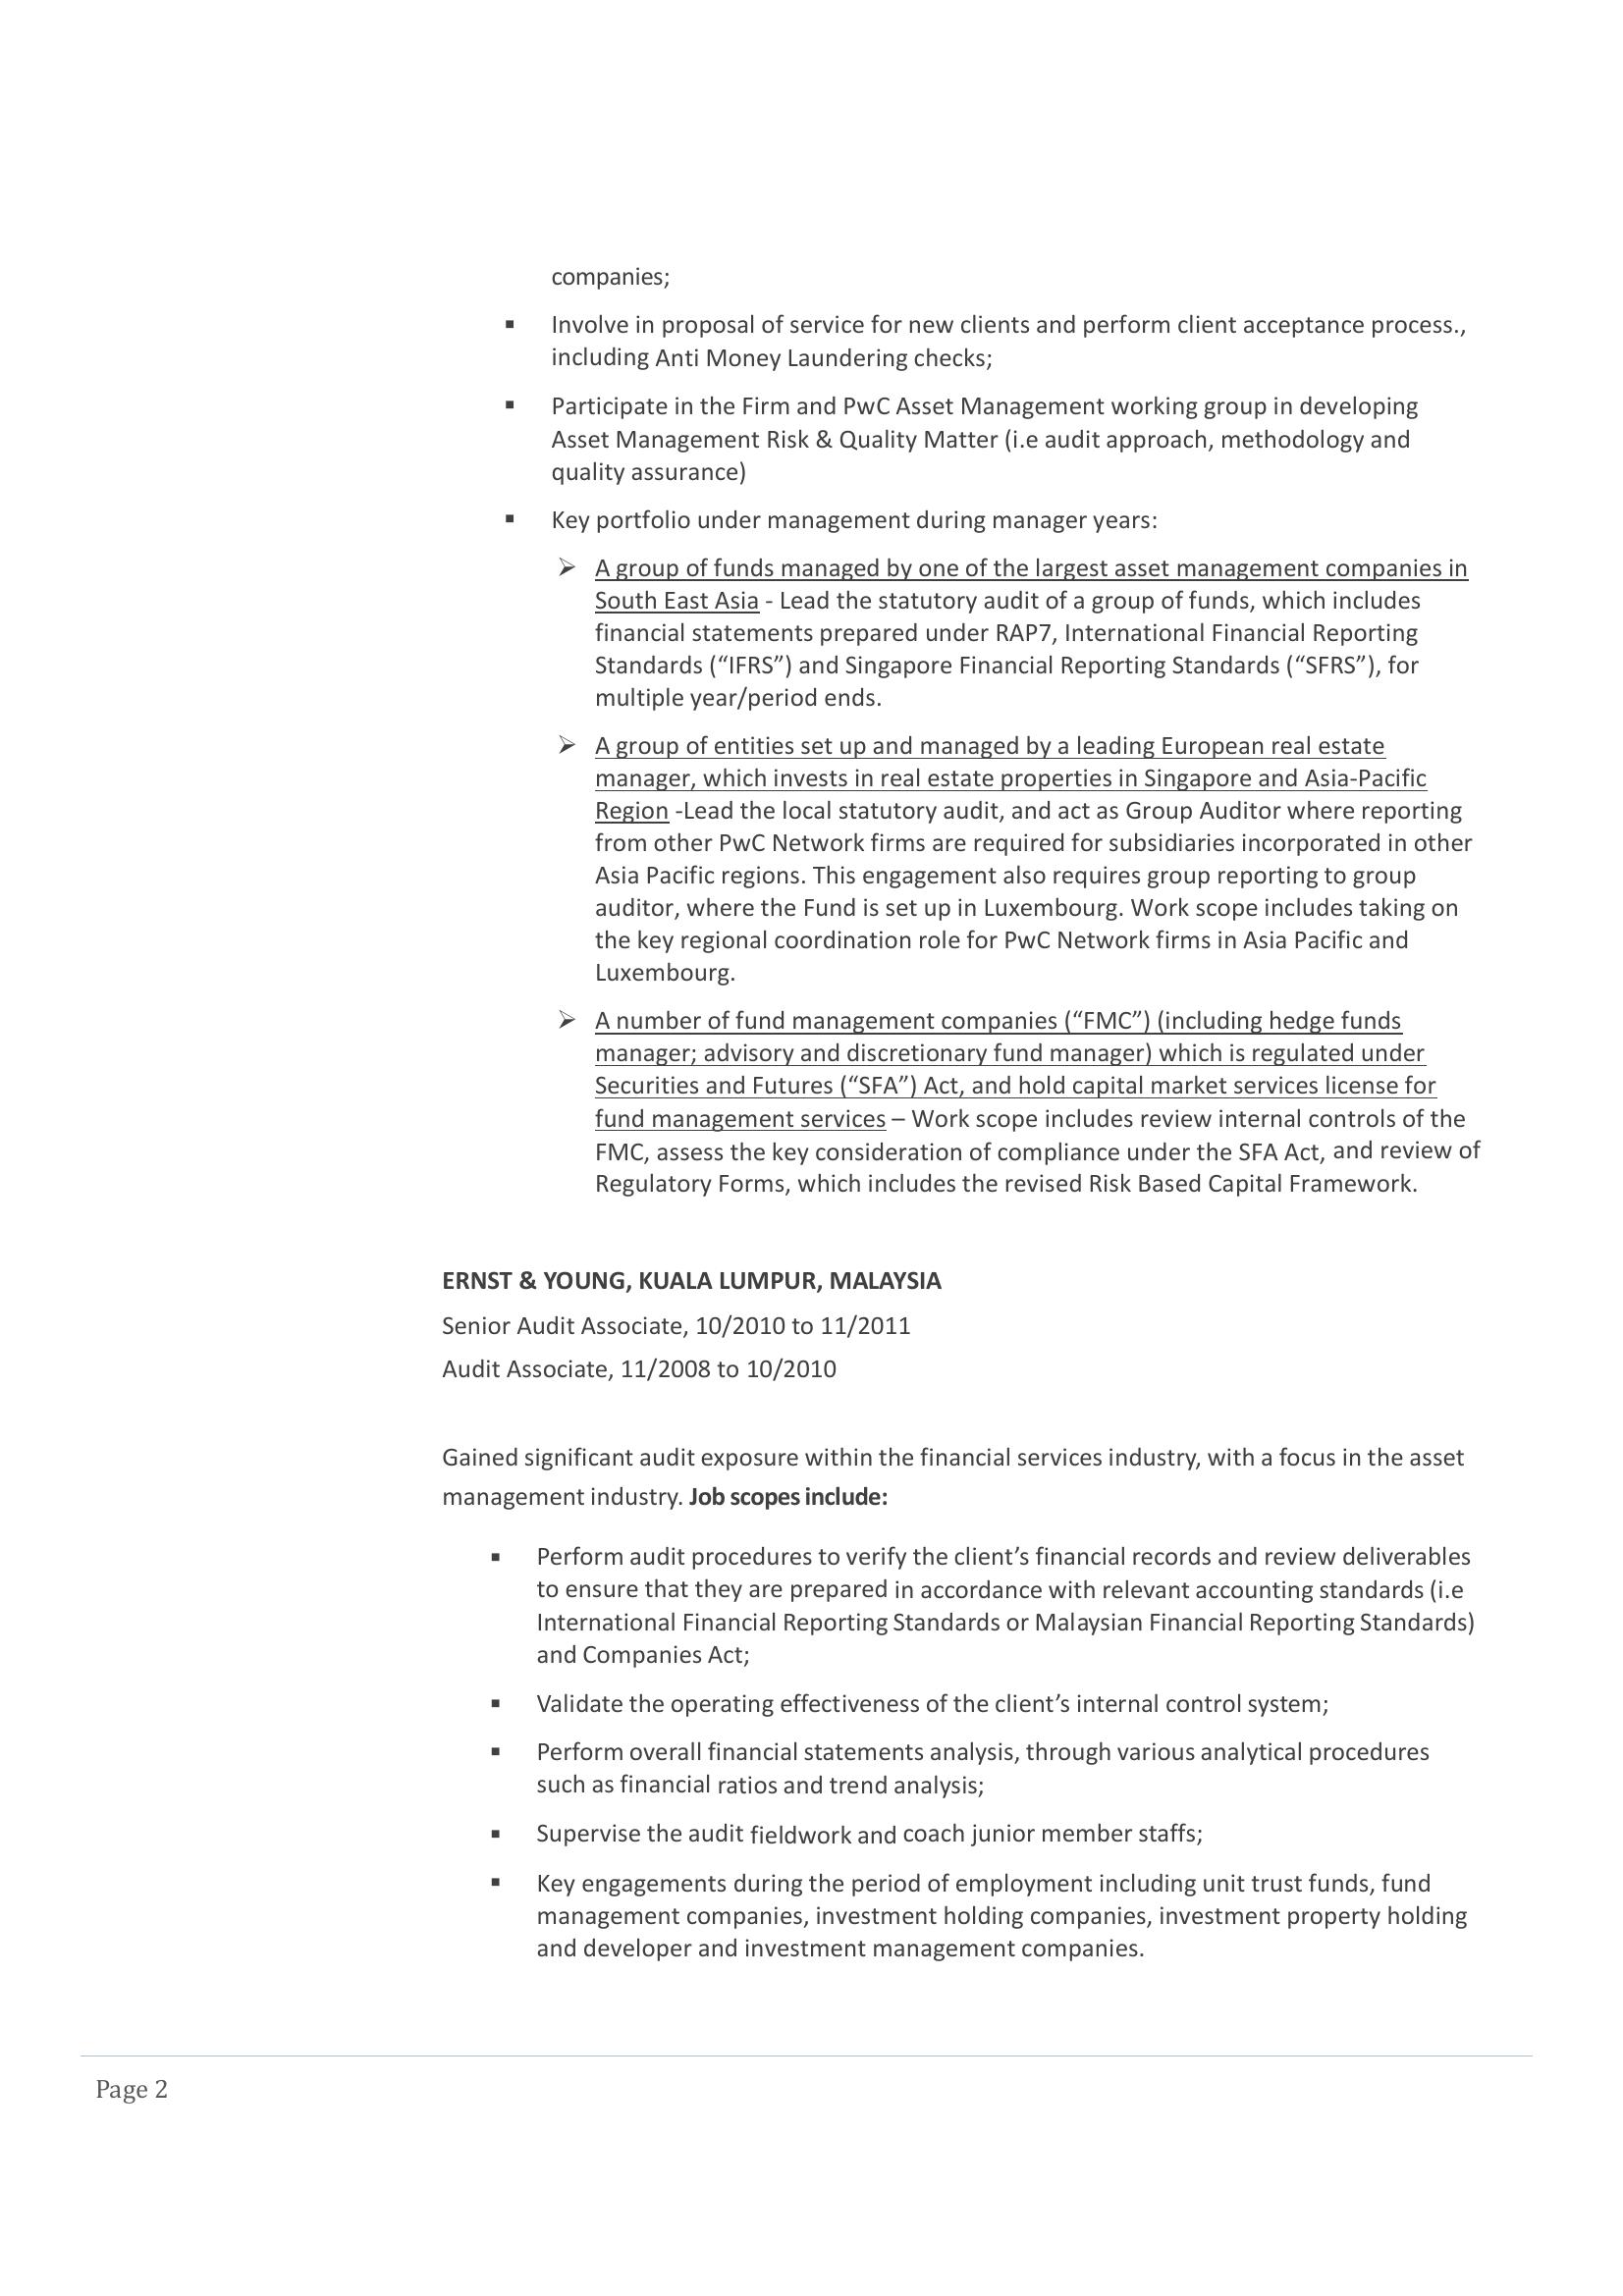 companies;
▪ Involve in proposal of service for new clients and perform client acceptance process.,
including Anti Money Laundering checks;
▪ Participate in the Firm and PwC Asset Management working group in developing
Asset Management Risk & Quality Matter (i.e audit approach, methodology and
quality assurance)
▪ Key portfolio under management during manager years:
➢ A group of funds managed by one of the largest asset management companies in
South East Asia - Lead the statutory audit of a group of funds, which includes
financial statements prepared under RAP7, International Financial Reporting
Standards (“IFRS”) and Singapore Financial Reporting Standards (“SFRS”), for
multiple year/period ends.
➢ A group of entities set up and managed by a leading European real estate
manager, which invests in real estate properties in Singapore and Asia-Pacific
Region -Lead the local statutory audit, and act as Group Auditor where reporting
from other PwC Network firms are required for subsidiaries incorporated in other
Asia Pacific regions. This engagement also requires group reporting to group
auditor, where the Fund is set up in Luxembourg. Work scope includes taking on
the key regional coordination role for PwC Network firms in Asia Pacific and
Luxembourg.
➢ A number of fund management companies (“FMC”) (including hedge funds
manager; advisory and discretionary fund manager) which is regulated under
Securities and Futures (“SFA”) Act, and hold capital market services license for
fund management services – Work scope includes review internal controls of the
FMC, assess the key consideration of compliance under the SFA Act, and review of
Regulatory Forms, which includes the revised Risk Based Capital Framework.
ERNST & YOUNG, KUALA LUMPUR, MALAYSIA
Senior Audit Associate, 10/2010 to 11/2011
Audit Associate, 11/2008 to 10/2010
Gained significant audit exposure within the financial services industry, with a focus in the asset
management industry. Job scopes include:
▪ Perform audit procedures to verify the client’s financial records and review deliverables
to ensure that they are prepared in accordance with relevant accounting standards (i.e
International Financial Reporting Standards or Malaysian Financial Reporting Standards)
and Companies Act;
▪ Validate the operating effectiveness of the client’s internal control system;
▪ Perform overall financial statements analysis, through various analytical procedures
such as financial ratios and trend analysis;
▪ Supervise the audit fieldwork and coach junior member staffs;
▪ Key engagements during the period of employment including unit trust funds, fund
management companies, investment holding companies, investment property holding
and developer and investment management companies.
Page 2